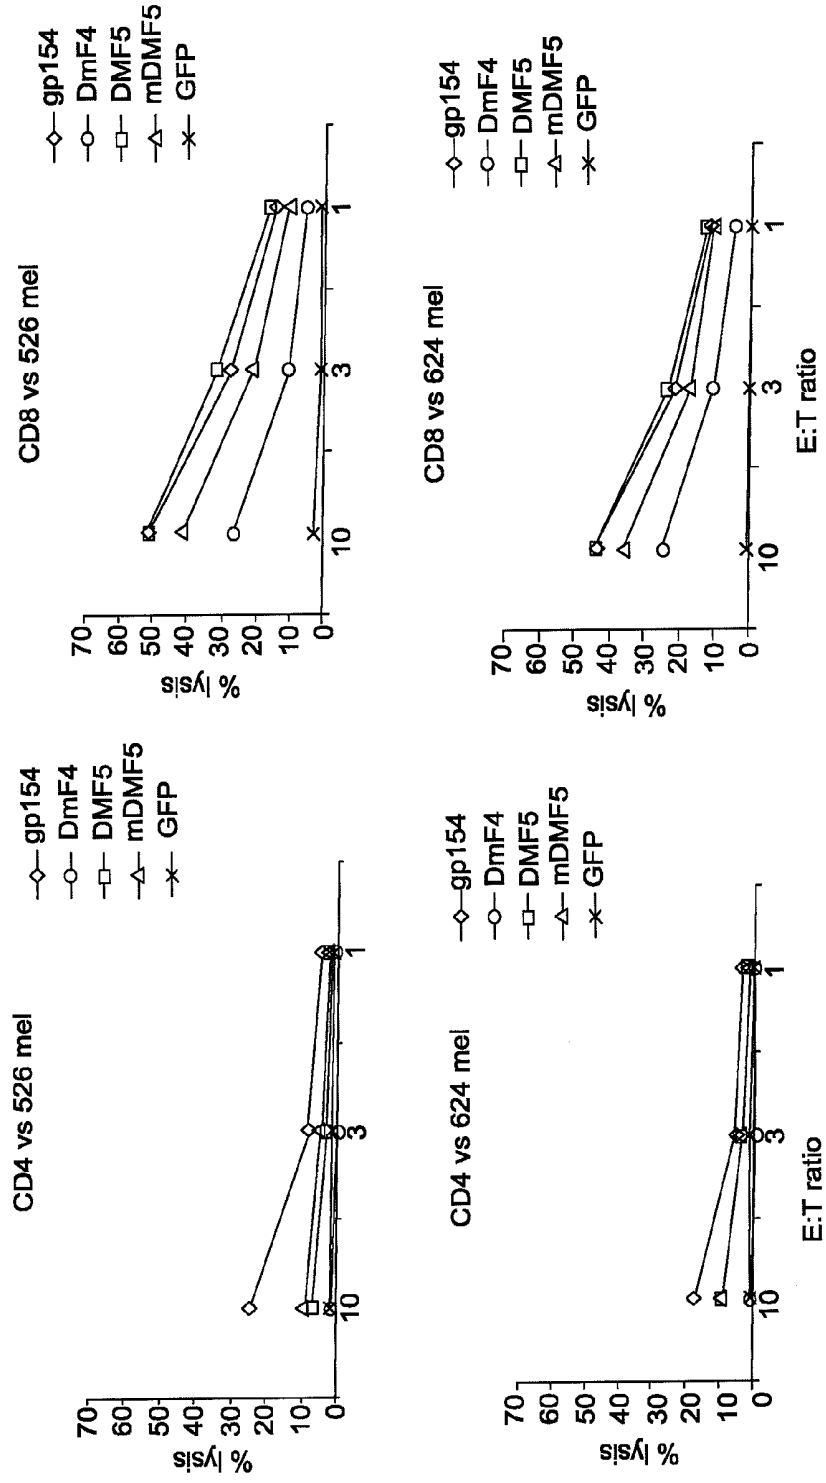 CD4 vs 526 mel
% lysis
70
60
50
40
30
20
10
0
10
3
1
gp154
DmF4
DMF5
mDMF5
GFP
CD8 vs 526 mel
% lysis
70
60
50
40
30
20
10
0
10
3
1
gp154
DmF4
DMF5
mDMF5
GFP
CD4 vs 624 mel
% lysis
70
60
50
40
30
20
10
0
10
3
1
E:T ratio
gp154
DmF4
DMF5
mDMF5
GFP
CD8 vs 624 mel
% lysis
70
60
50
40
30
20
10
0
10
3
1
E:T ratio
gp154
DmF4
DMF5
mDMF5
GFP